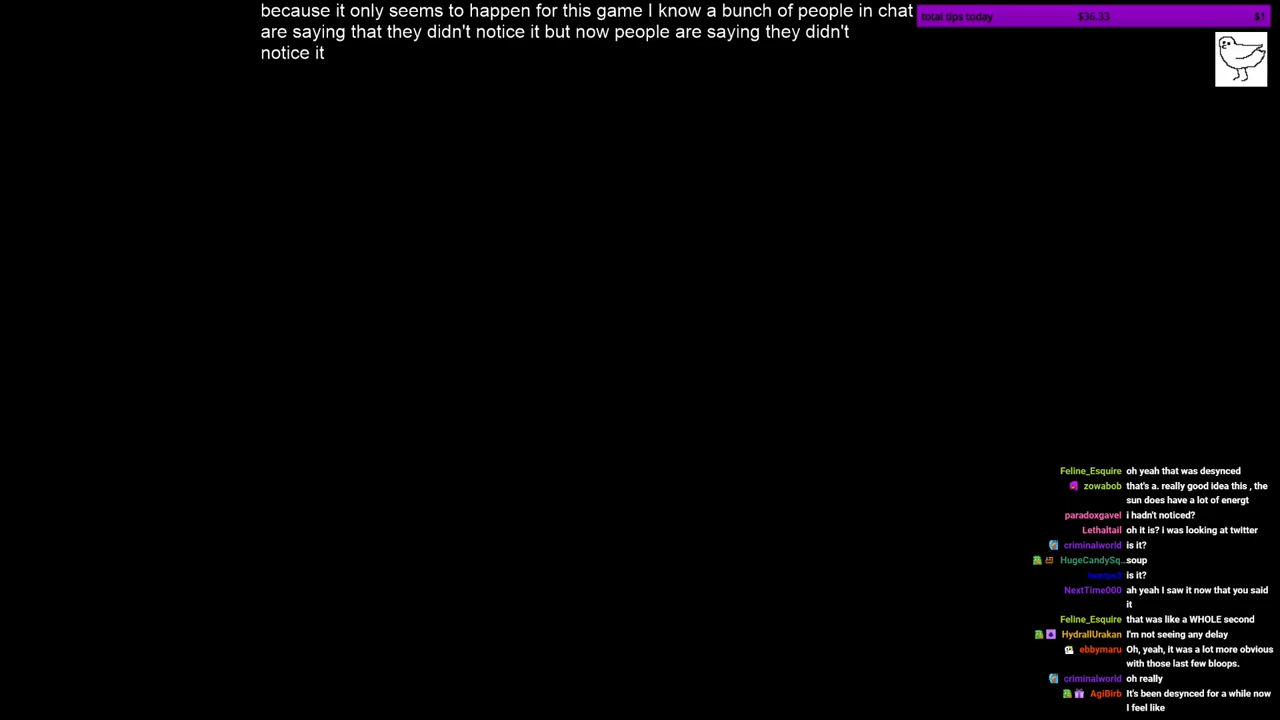 because it only seems to happen for this game I know a bunch of people in chat
are saying that they didn't notice it but now people are saying they didn't
notice it
total tips today $36.33 $1
Feline_Esquire oh yeah that was desynced
zowabob that's a. really good idea this , the
sun does have a lot of energt
paradoxgavel i hadn't noticed?
Lethaltail oh it is? i was looking at twitter
criminalworld is it?
HugeCandySq.. soup
is it?
NextTime000 ah yeah I saw it now that you said
it
Feline_Esquire that was like a WHOLE second
HydrallUrakan I'm not seeing any delay
ebbymaru Oh, yeah, it was a lot more obvious
with those last few bloops.
criminalworld oh really
AgiBirb It's been desynced for a while now
I feel like